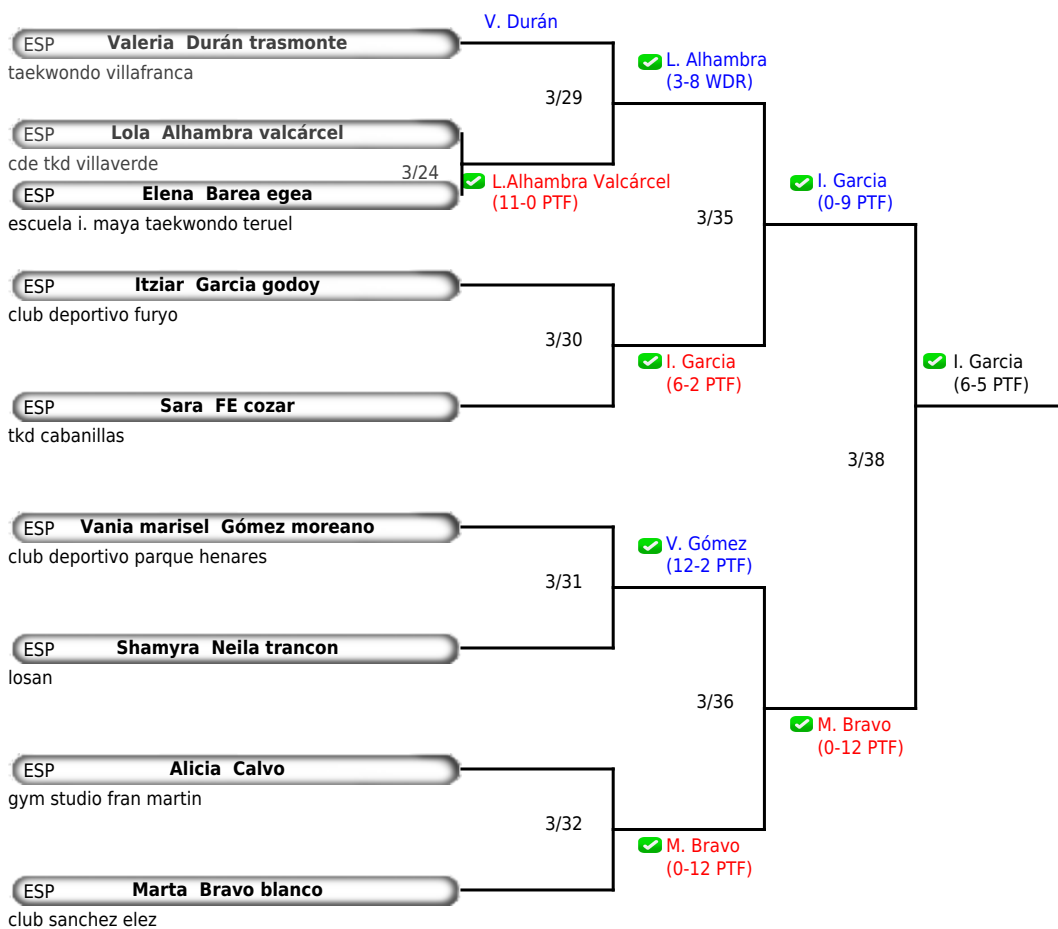 V. Durán
ESP Valeria Durán trasmonte
taekwondo villafranca
L. Alhambra
(3-8 WDR)
3/29
ESP Lola Alhambra valcárcel
cde tkd villaverde
3/24
L.Alhambra Valcárcel
(11-0 PTF)
ESP Elena Barea egea
escuela i. maya taekwondo teruel
I. Garcia
(0-9 PTF)
3/35
ESP Itziar Garcia godoy
club deportivo furyo
3/30
I. Garcia
(6-2 PTF)
I. Garcia
(6-5 PTF)
ESP Sara FE cozar
tkd cabanillas
3/38
ESP Vania marisel Gómez moreano
club deportivo parque henares
V. Gómez
(12-2 PTF)
3/31
ESP Shamyra Neila trancon
losan
3/36
M. Bravo
(0-12 PTF)
ESP Alicia Calvo
gym studio fran martin
3/32
M. Bravo
(0-12 PTF)
ESP Marta Bravo blanco
club sanchez elez